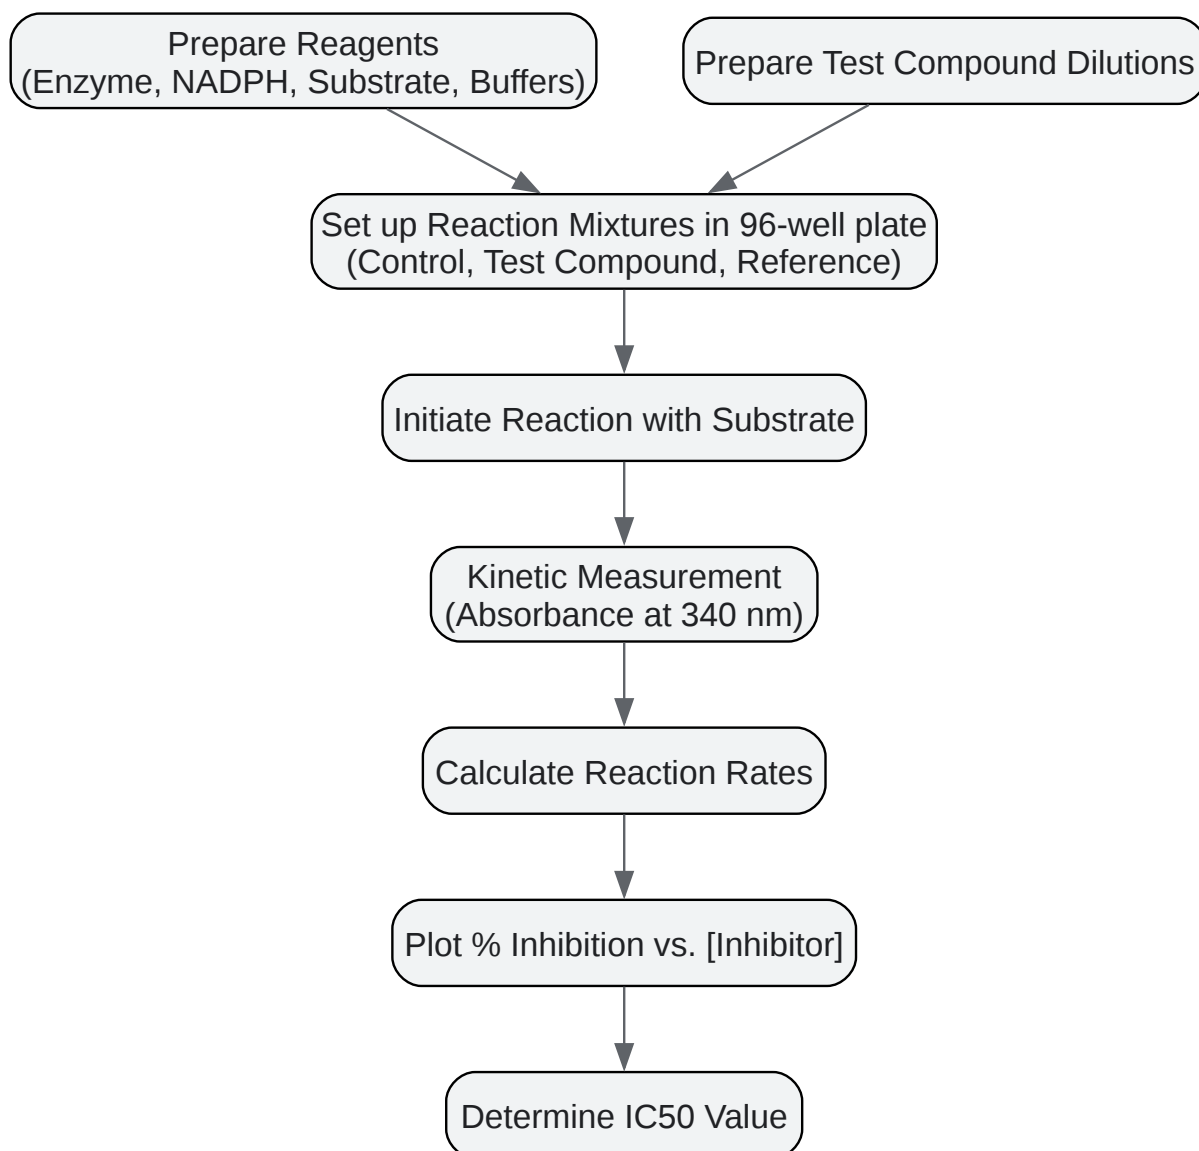 Prepare Reagents
(Enzyme, NADPH, Substrate, Buffers)
Prepare Test Compound Dilutions
Set up Reaction Mixtures in 96-well plate
(Control, Test Compound, Reference)
Initiate Reaction with Substrate
Kinetic Measurement
(Absorbance at 340 nm)
Calculate Reaction Rates
Plot % Inhibition vs. [Inhibitor]
Determine IC50 Value